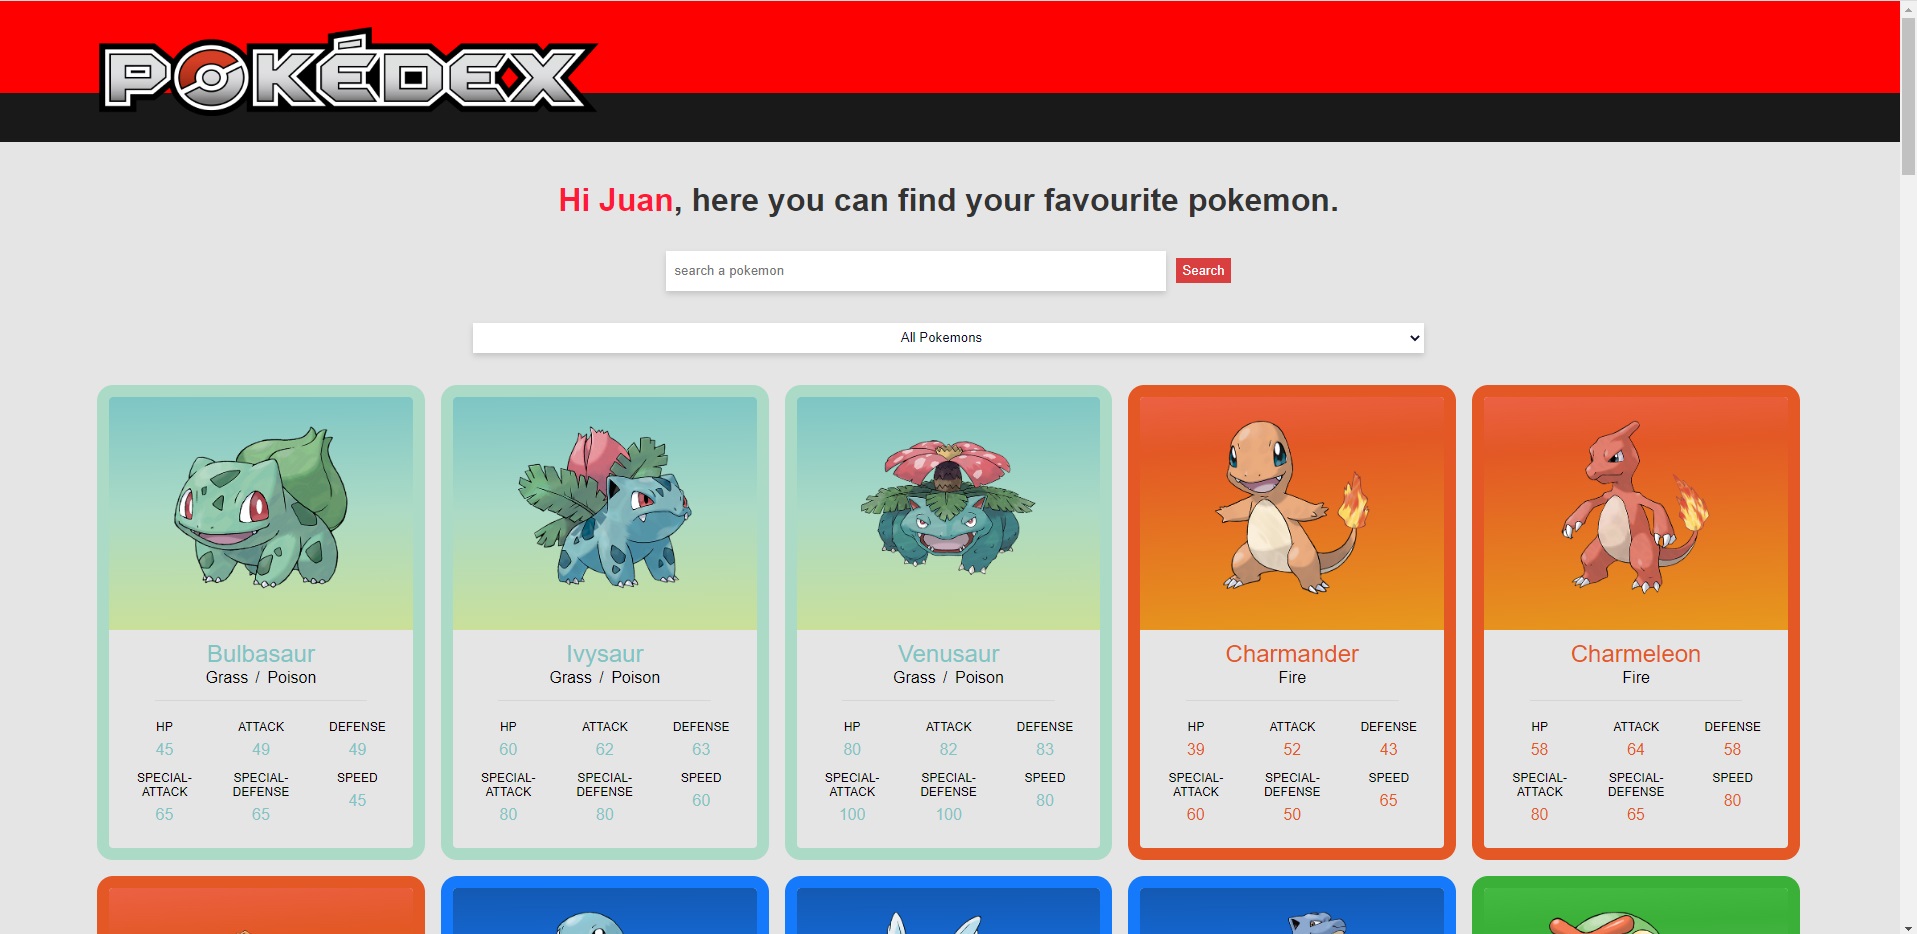 POKÉDEX
Hi Juan, here you can find your favourite pokemon.
search a pokemon Search
All Pokemons
Bulbasaur
Grass / Poison
HP ATTACK DEFENSE
45 49 49
SPECIAL-ATTACK SPECIAL-DEFENSE SPEED
65 65 45
Ivysaur
Grass / Poison
HP ATTACK DEFENSE
60 62 63
SPECIAL-ATTACK SPECIAL-DEFENSE SPEED
80 80 60
Venusaur
Grass / Poison
HP ATTACK DEFENSE
80 82 83
SPECIAL-ATTACK SPECIAL-DEFENSE SPEED
100 100 80
Charmander
Fire
HP ATTACK DEFENSE
39 52 43
SPECIAL-ATTACK SPECIAL-DEFENSE SPEED
60 50 65
Charmeleon
Fire
HP ATTACK DEFENSE
58 64 58
SPECIAL-ATTACK SPECIAL-DEFENSE SPEED
80 65 80